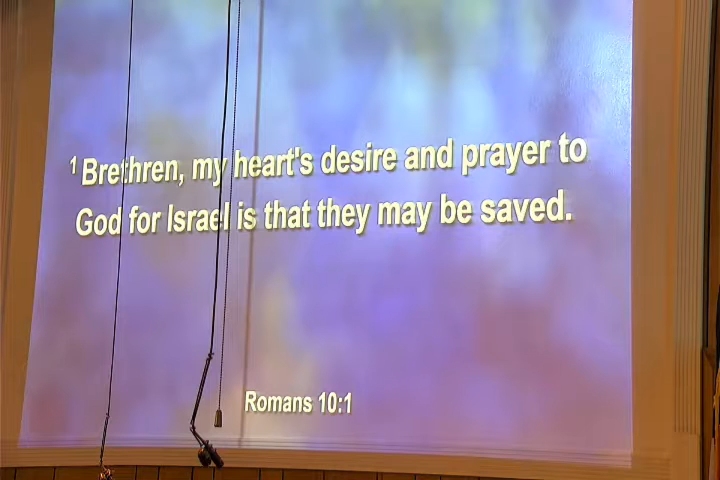 1 Brethren, my heart's desire and prayer to
God for Israel is that they may be saved.
Romans 10:1